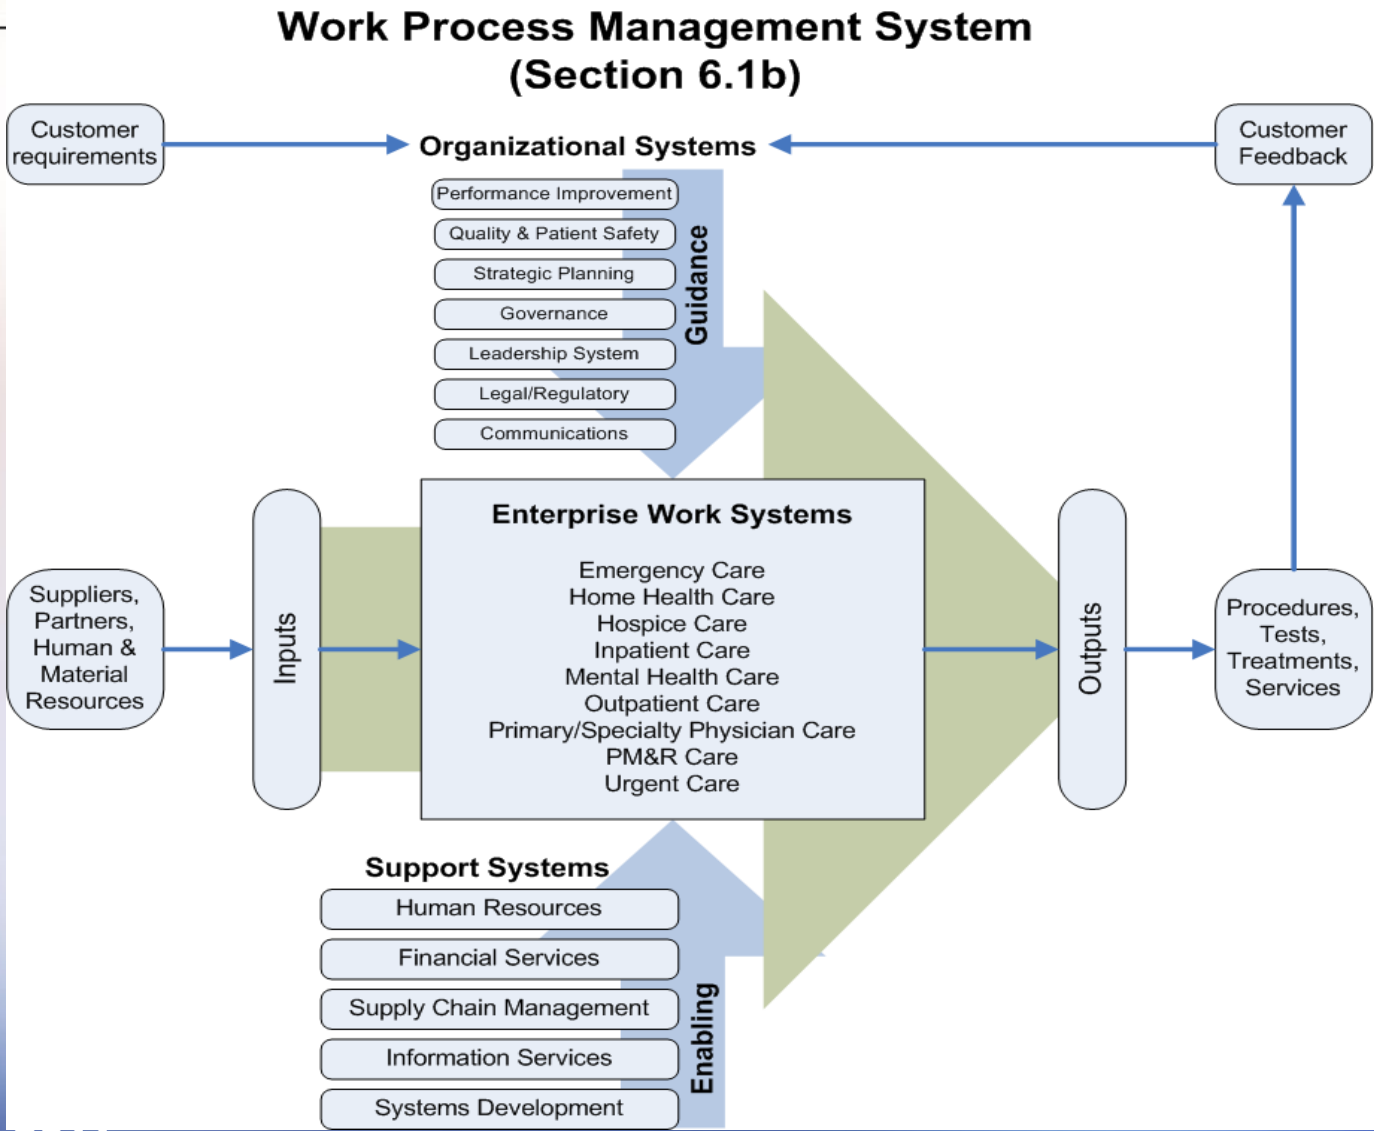 Work Process Management System
(Section 6.1b)
Customer
requirements
Organizational Systems
Customer
Feedback
Performance Improvement
Quality & Patient Safety
Strategic Planning
Governance
Leadership System
Legal/Regulatory
Communications
Guidance
Suppliers,
Partners,
Human &
Material
Resources
Inputs
Enterprise Work Systems
Emergency Care
Home Health Care
Hospice Care
Inpatient Care
Mental Health Care
Outpatient Care
Primary/Specialty Physician Care
PM&R Care
Urgent Care
Outputs
Procedures,
Tests,
Treatments,
Services
Support Systems
Human Resources
Financial Services
Supply Chain Management
Information Services
Systems Development
Enabling